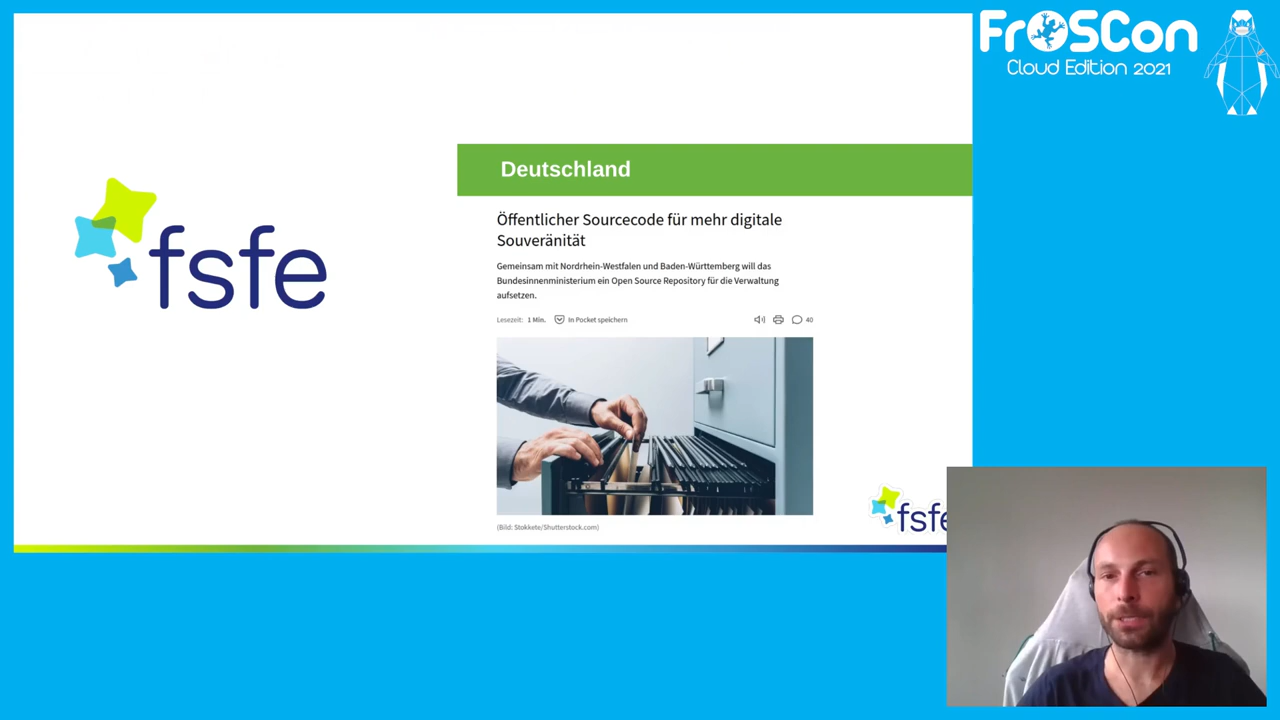 FrOSCon
Cloud Edition 2021
fsfe
Deutschland
Öffentlicher Sourcecode für mehr digitale
Souveränität
Gemeinsam mit Nordrhein-Westfalen und Baden-Württemberg will das
Bundesinnenministerium ein Open Source Repository für die Verwaltung
aufsetzen.
Lesezeit: 1 Min. In Pocket speichern 40
(Bild: Stokkete/Shutterstock.com)
fsfe